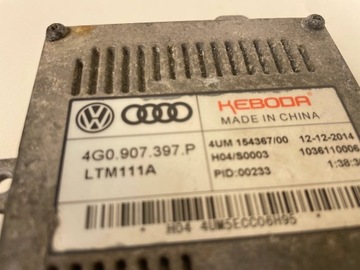 KEBODA
MADE IN CHINA
4G0.907.397.P
LTM111A
4UM 154367/00 12-12-2014
H04/S0003 1036110006
PID:00233 1:38:3
H04 4UM5ECC06H95